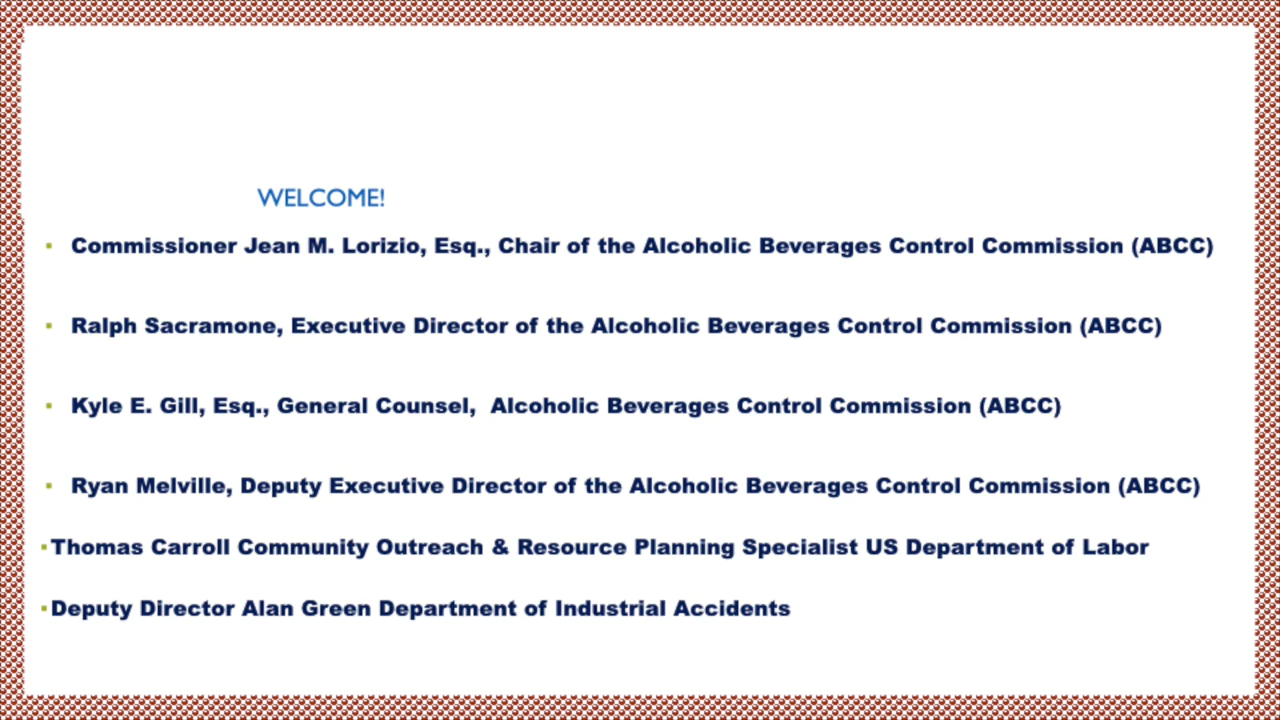 WELCOME!
▪ Commissioner Jean M. Lorizio, Esq., Chair of the Alcoholic Beverages Control Commission (ABCC)
▪ Ralph Sacramone, Executive Director of the Alcoholic Beverages Control Commission (ABCC)
▪ Kyle E. Gill, Esq., General Counsel,  Alcoholic Beverages Control Commission (ABCC)
▪ Ryan Melville, Deputy Executive Director of the Alcoholic Beverages Control Commission (ABCC)
▪Thomas Carroll Community Outreach & Resource Planning Specialist US Department of Labor
▪Deputy Director Alan Green Department of Industrial Accidents